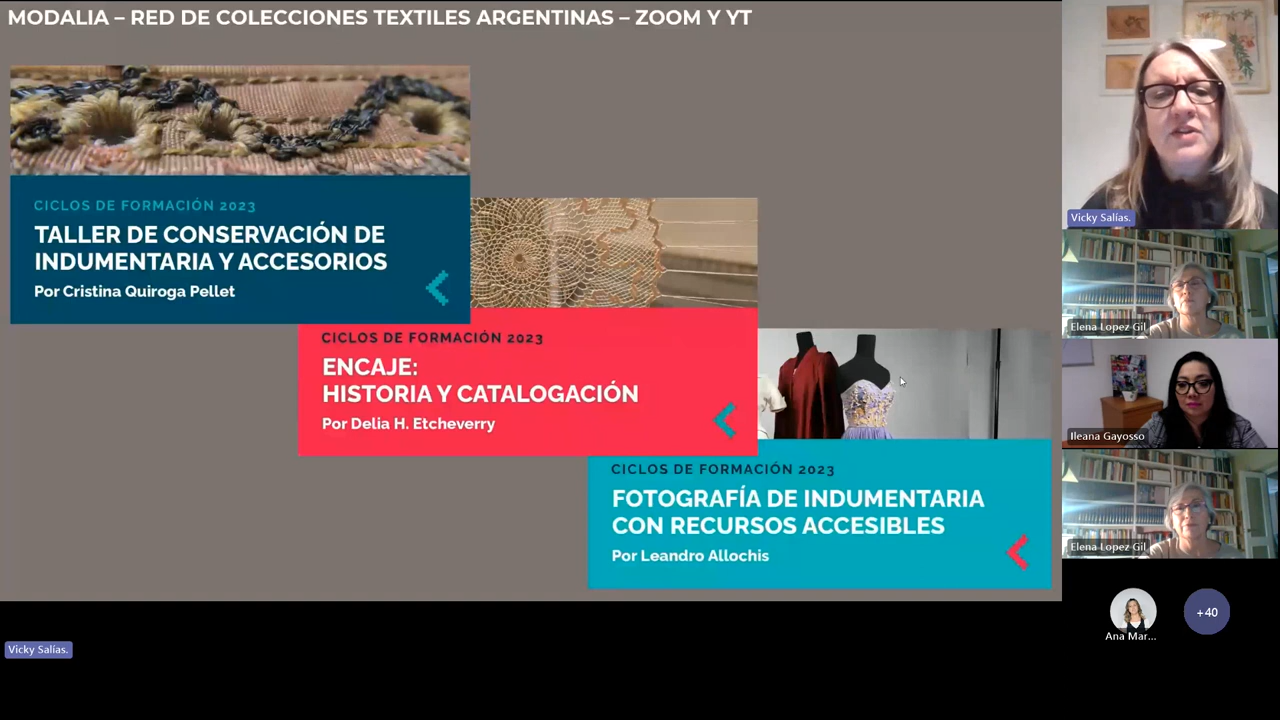 MODALIA – RED DE COLECCIONES TEXTILES ARGENTINAS – ZOOM Y YT
CICLOS DE FORMACIÓN 2023
TALLER DE CONSERVACIÓN DE
INDUMENTARIA Y ACCESORIOS
Por Cristina Quiroga Pellet
CICLOS DE FORMACIÓN 2023
ENCAJE:
HISTORIA Y CATALOGACIÓN
Por Delia H. Etcheverry
CICLOS DE FORMACIÓN 2023
FOTOGRAFÍA DE INDUMENTARIA
CON RECURSOS ACCESIBLES
Por Leandro Allochis
Vicky Salías.
Elena Lopez Gil
Ileana Gayosso
Elena Lopez Gil
Ana Mar...
+40
Vicky Salías.